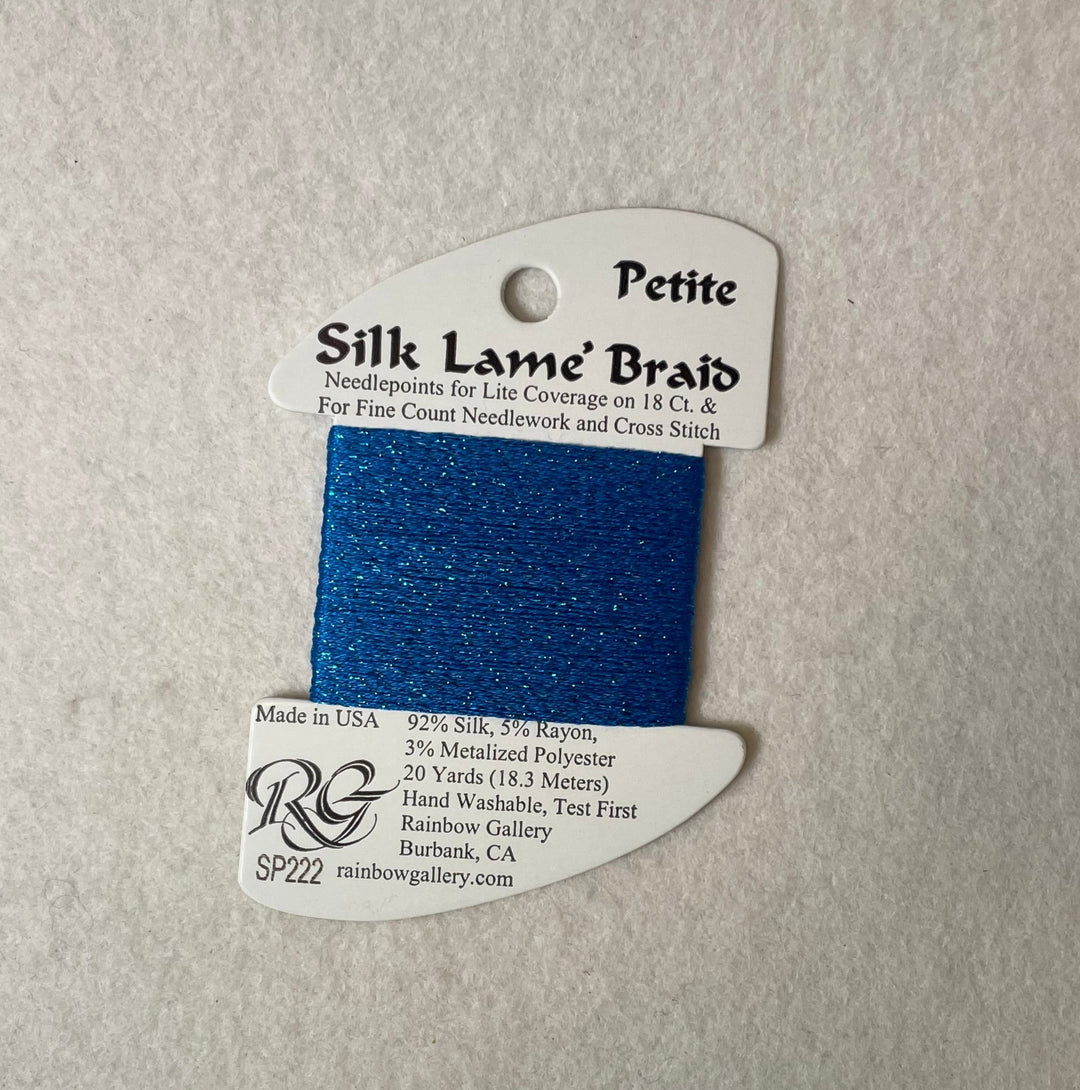 Petite
Silk Lame' Braid
Needlepoints for Lite Coverage on 18 Ct. &
For Fine Count Needlework and Cross Stitch
Made in USA
92% Silk, 5% Rayon,
3% Metalized Polyester
20 Yards (18.3 Meters)
Hand Washable, Test First
Rainbow Gallery
Burbank, CA
rainbowgallery.com
RG
SP222